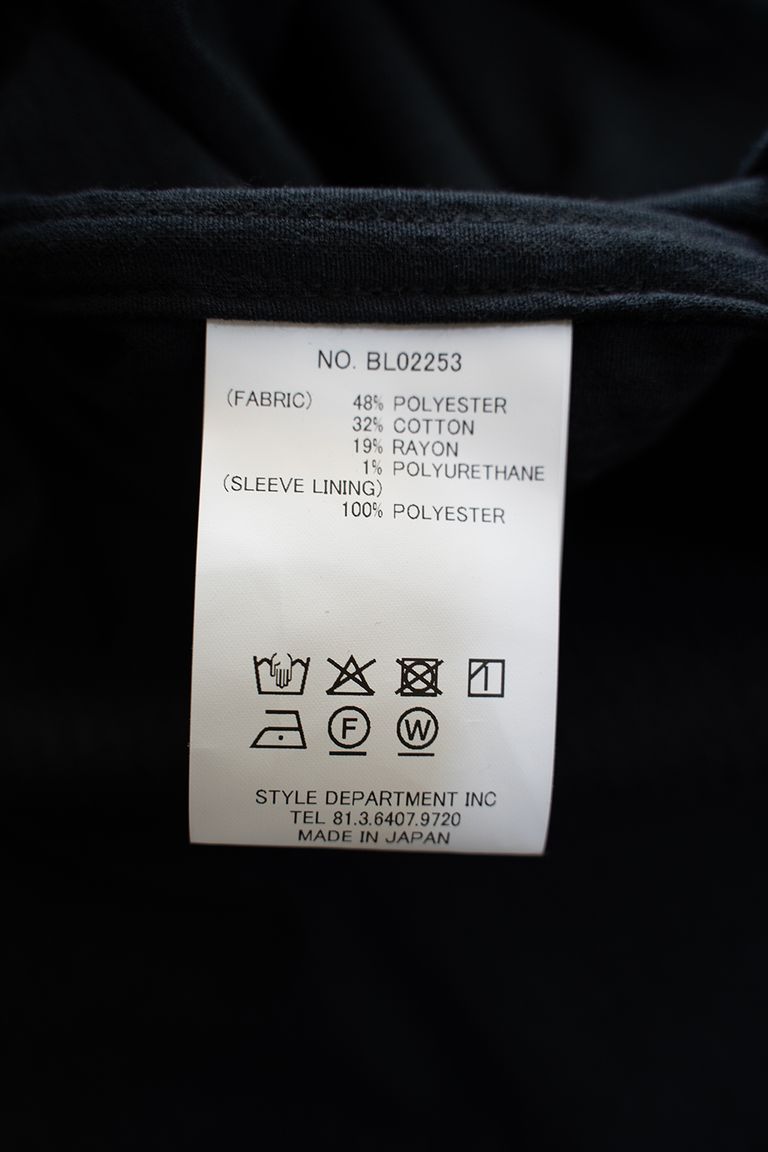 NO. BL02253
(FABRIC) 48% POLYESTER
32% COTTON
19% RAYON
1% POLYURETHANE
(SLEEVE LINING)
100% POLYESTER
F W
STYLE DEPARTMENT INC
TEL 81.3.6407.9720
MADE IN JAPAN